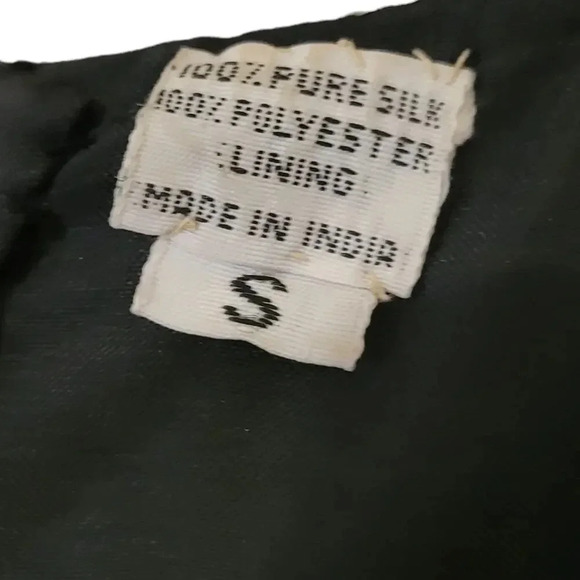 100% PURE SILK
100% POLYESTER
(LINING)
MADE IN INDIA
S